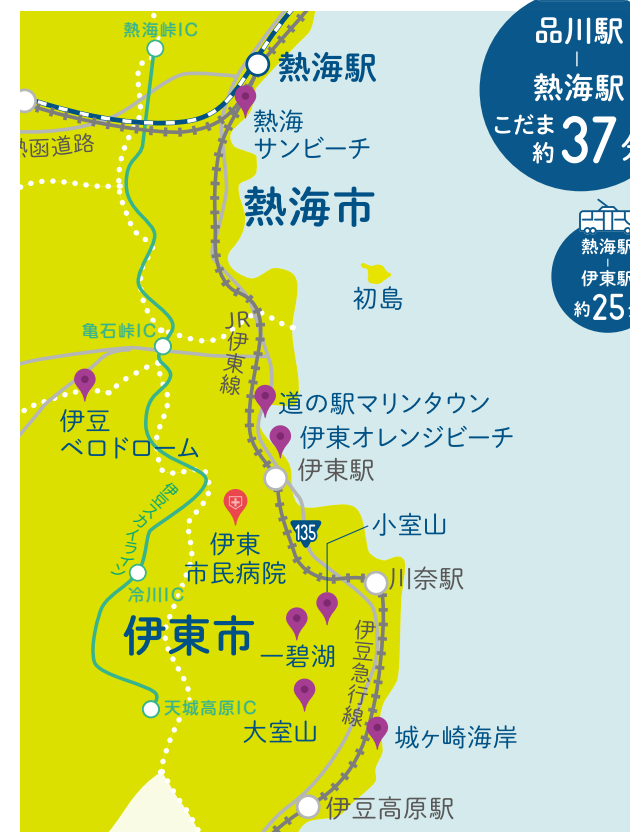 熱海峠IC
熱海駅
熱海
サンビーチ
函道路
熱海市
初島
JR伊東線
亀石峠IC
伊豆
ベロドローム
道の駅マリンタウン
伊東オレンジビーチ
伊東駅
伊豆スカイライン
伊東
市民病院
135
小室山
川奈駅
冷川IC
伊東市
一碧湖
伊豆急行線
天城高原IC
大室山
城ヶ崎海岸
伊豆高原駅
品川駅
熱海駅
こだま
約37分
熱海駅
伊東駅
約25分